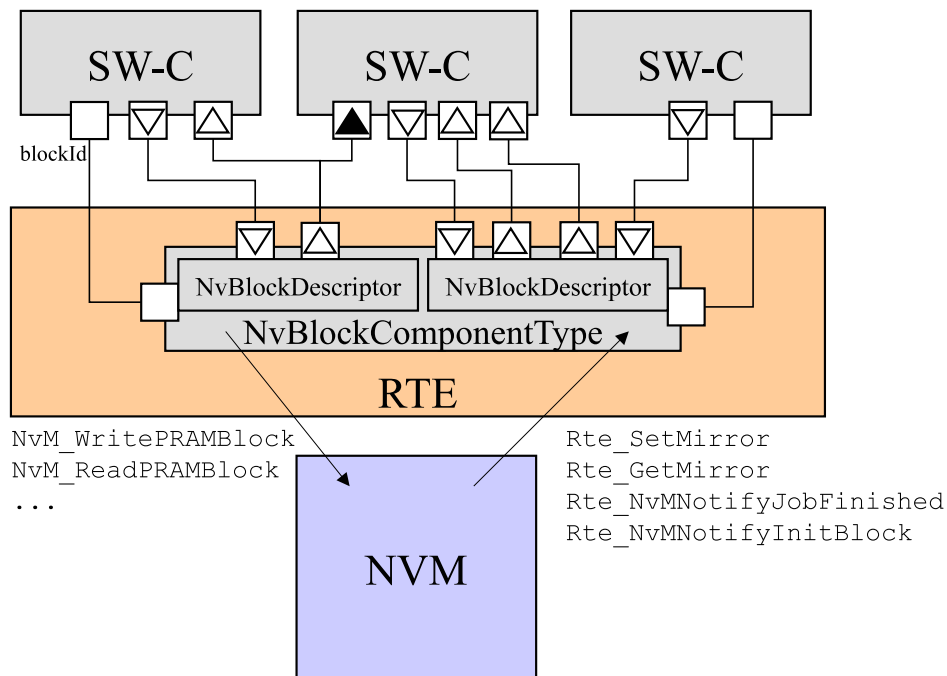 SW-C
SW-C
SW-C
blockId
NvBlockDescriptor
NvBlockDescriptor
NvBlockComponentType
RTE
NvM_WritePRAMBlock
NvM_ReadPRAMBlock
...
Rte_SetMirror
Rte_GetMirror
Rte_NvMNotifyJobFinished
Rte_NvMNotifyInitBlock
NVM